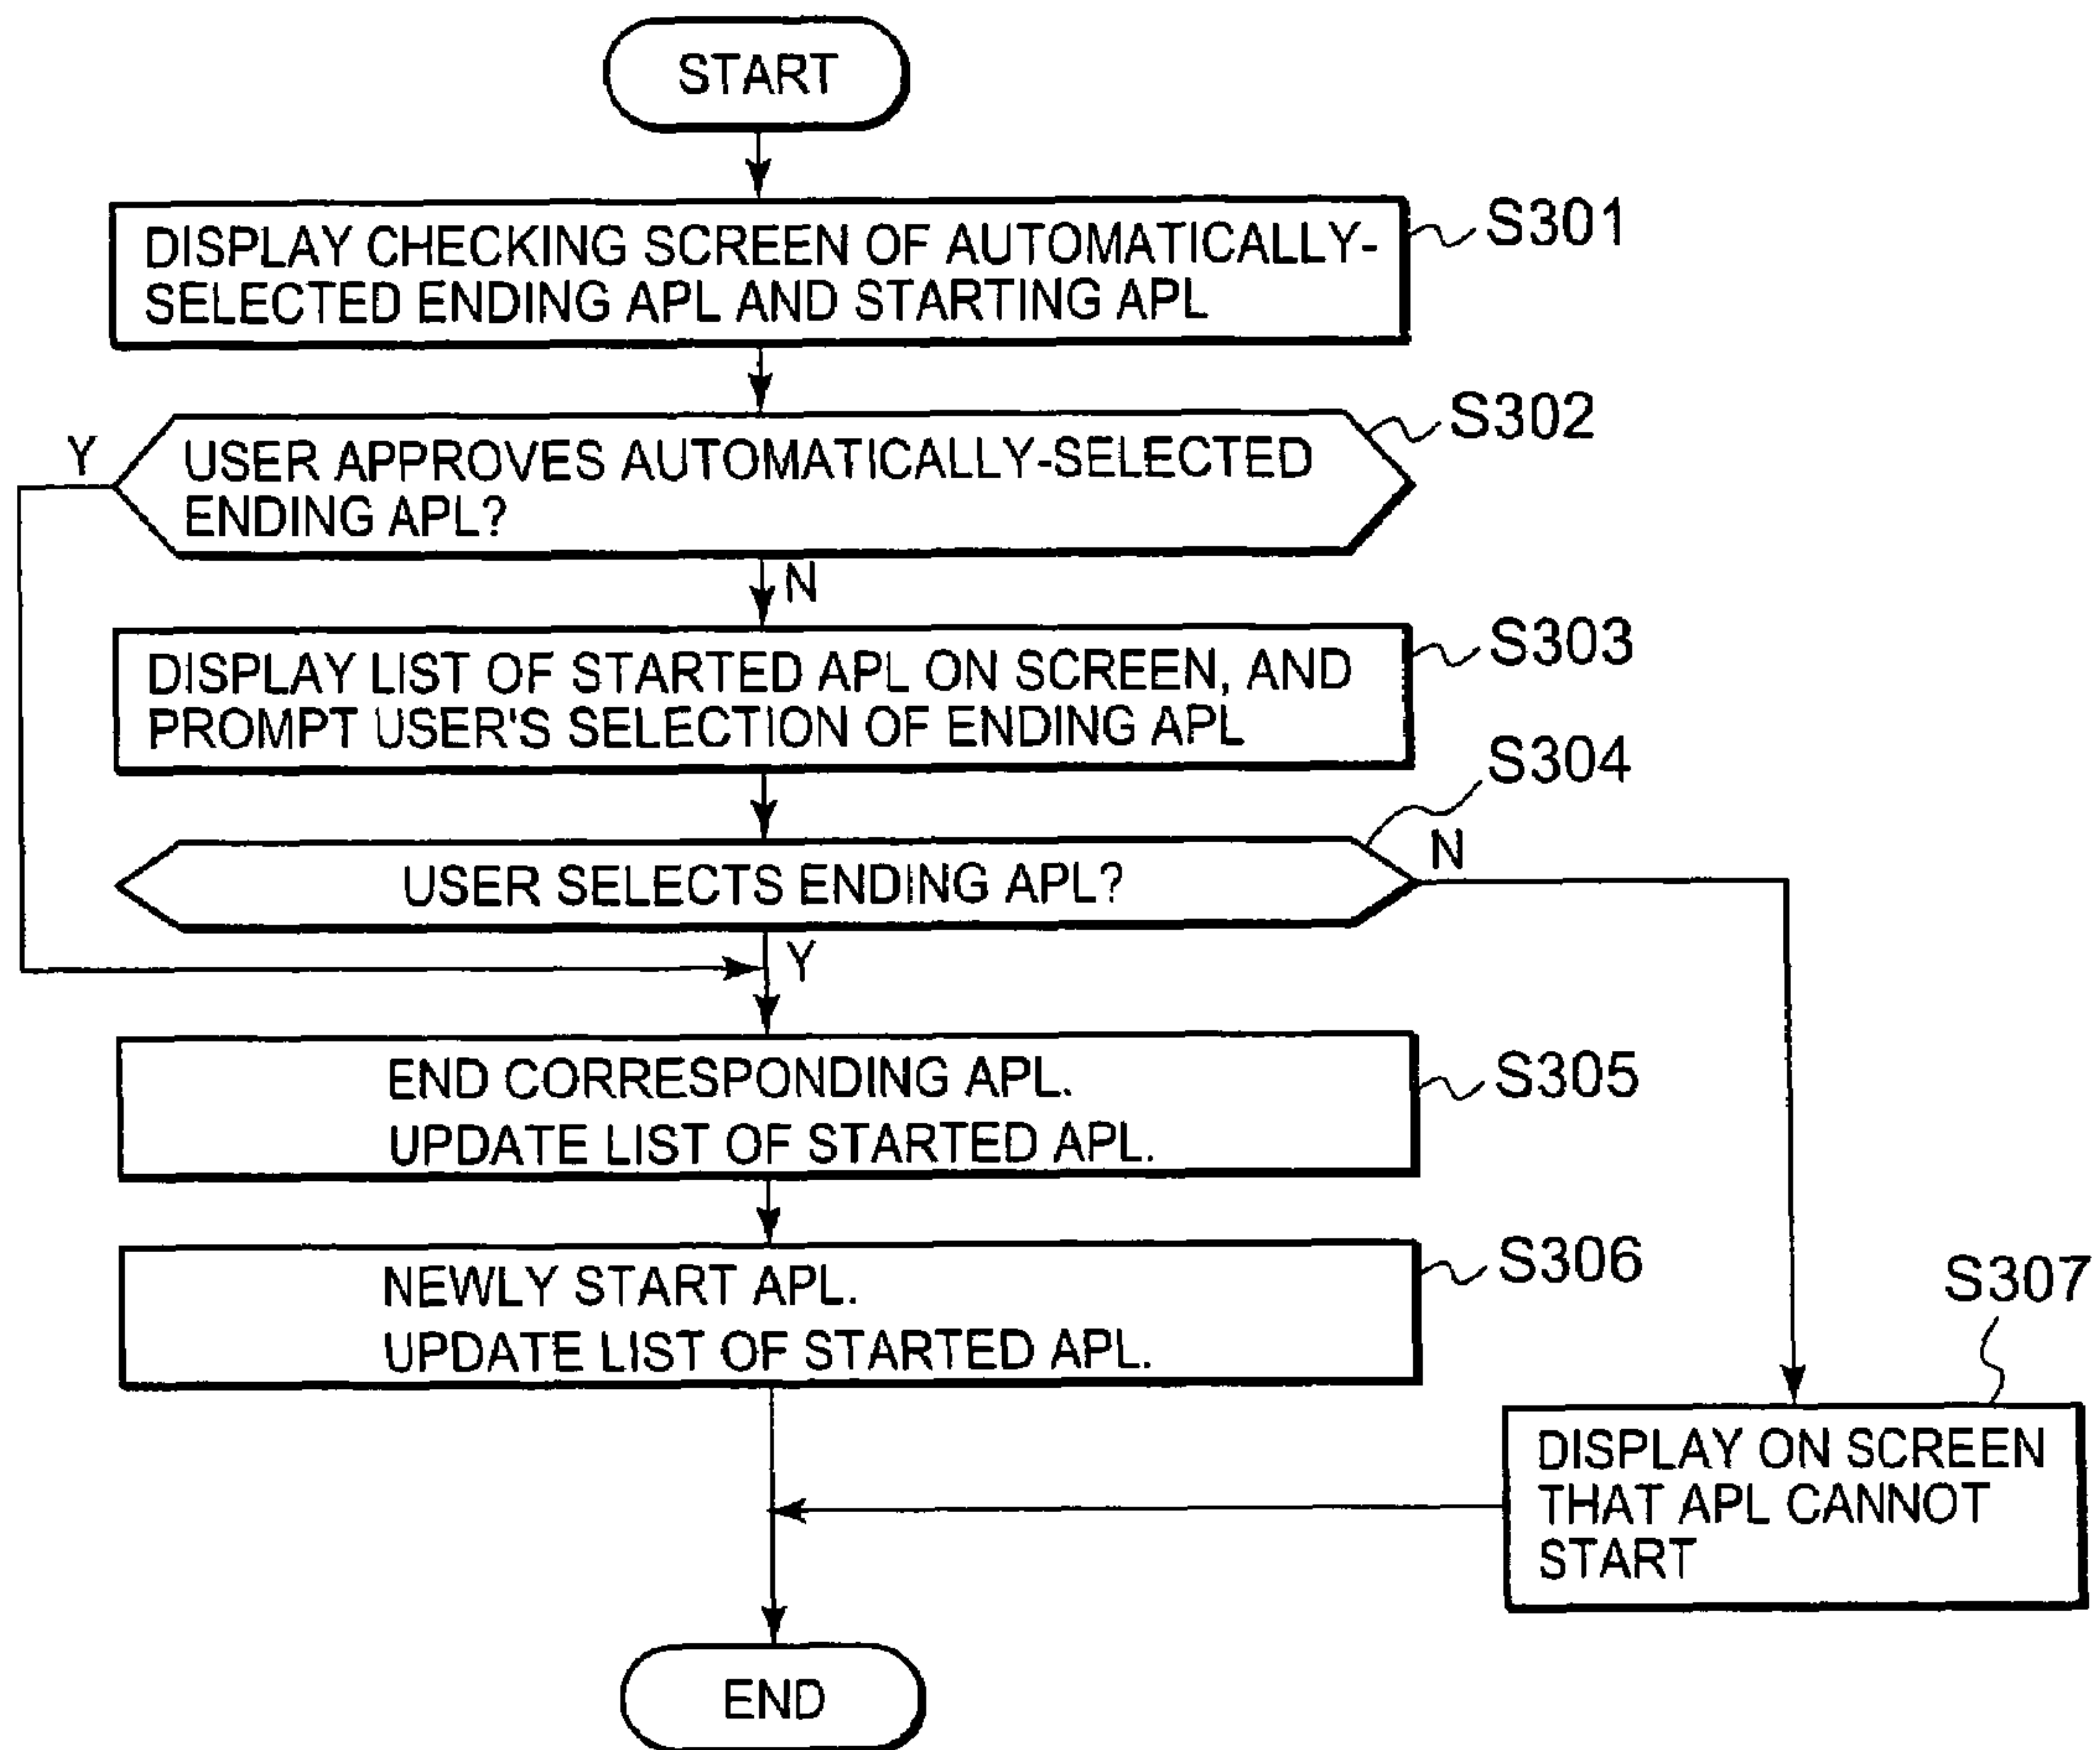 START
DISPLAY CHECKING SCREEN OF AUTOMATICALLY-
SELECTED ENDING APL AND STARTING APL
S301
Y
USER APPROVES AUTOMATICALLY-SELECTED
ENDING APL?
S302
N
DISPLAY LIST OF STARTED APL ON SCREEN, AND
PROMPT USER'S SELECTION OF ENDING APL
S303
S304
USER SELECTS ENDING APL?
N
Y
END CORRESPONDING APL.
UPDATE LIST OF STARTED APL.
S305
NEWLY START APL.
UPDATE LIST OF STARTED APL.
S306
S307
DISPLAY ON SCREEN
THAT APL CANNOT
START
END